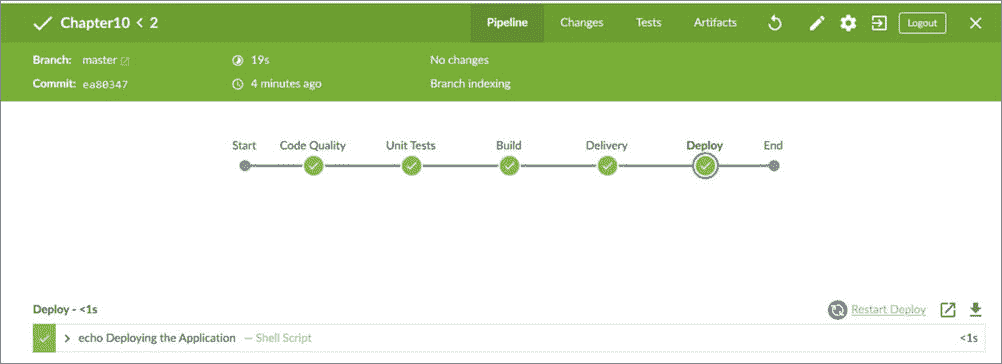 Chapter10 < 2 Pipeline Changes Tests Artifacts Logout
Branch: master 19s No changes
Commit: ea80347 4 minutes ago Branch indexing
Start Code Quality Unit Tests Build Delivery Deploy End
Deploy - <1s Restart Deploy
echo Deploying the Application — Shell Script <1s